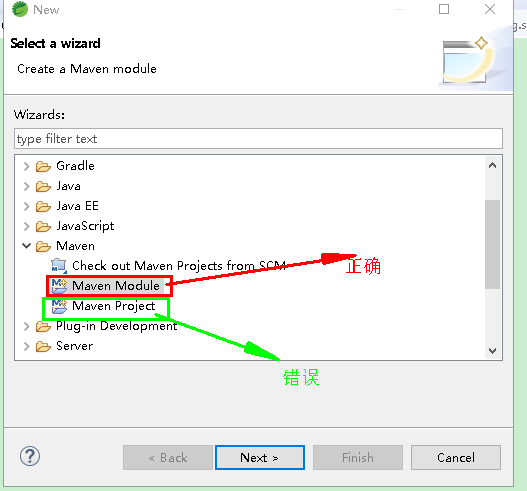 New
Select a wizard
Create a Maven module
Wizards:
type filter text
Gradle
Java
Java EE
JavaScript
Maven
Check out Maven Projects from SCM
正确
Maven Module
Maven Project
Plug-in Development
Server
错误
< Back
Next >
Finish
Cancel